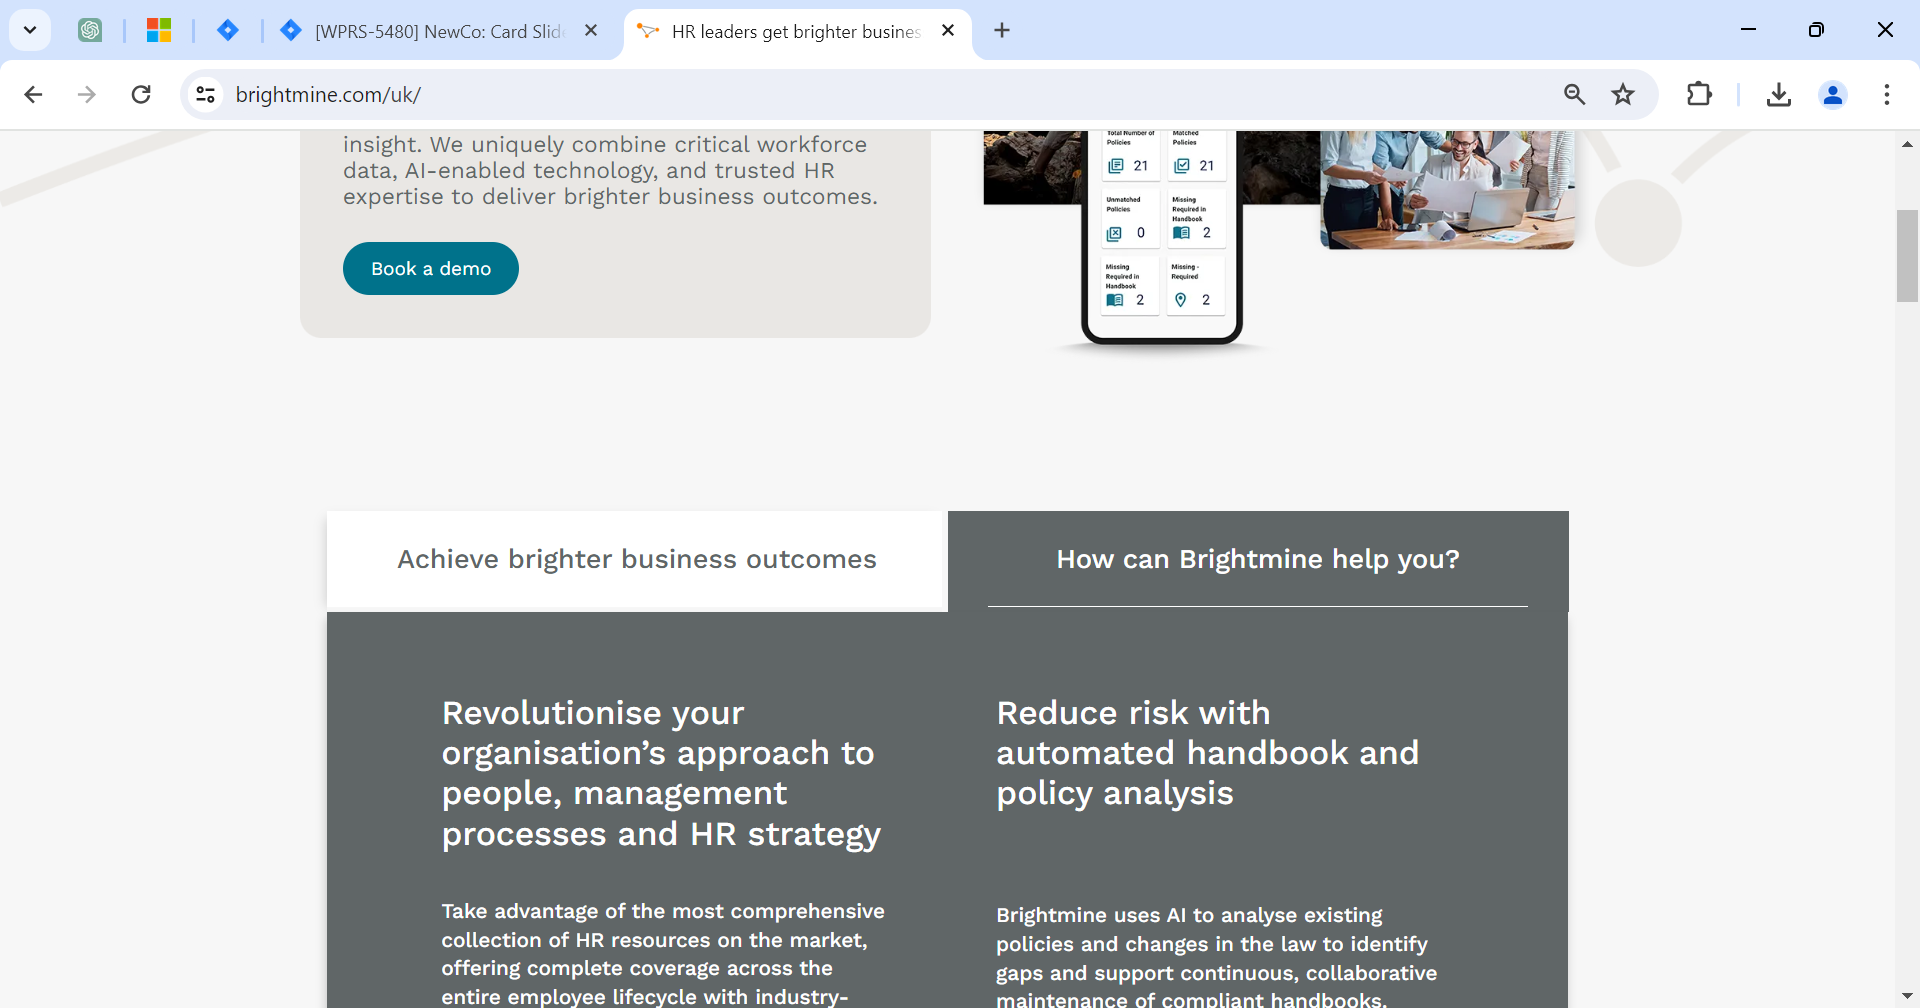 [WPRS-5480] NewCo: Card Slid
HR leaders get brighter busines
brightmine.com/uk/
insight. We uniquely combine critical workforce
data, AI-enabled technology, and trusted HR
expertise to deliver brighter business outcomes.
Book a demo
Total Number of
Policies
21
Matched
Policies
21
Unmatched
Policies
0
Missing
Required in
Handbook
2
Missing
Required in
Handbook
2
Missing -
Required
2
Achieve brighter business outcomes
How can Brightmine help you?
Revolutionise your
organisation’s approach to
people, management
processes and HR strategy
Take advantage of the most comprehensive
collection of HR resources on the market,
offering complete coverage across the
entire employee lifecycle with industry-
Reduce risk with
automated handbook and
policy analysis
Brightmine uses AI to analyse existing
policies and changes in the law to identify
gaps and support continuous, collaborative
maintenance of compliant handbooks.